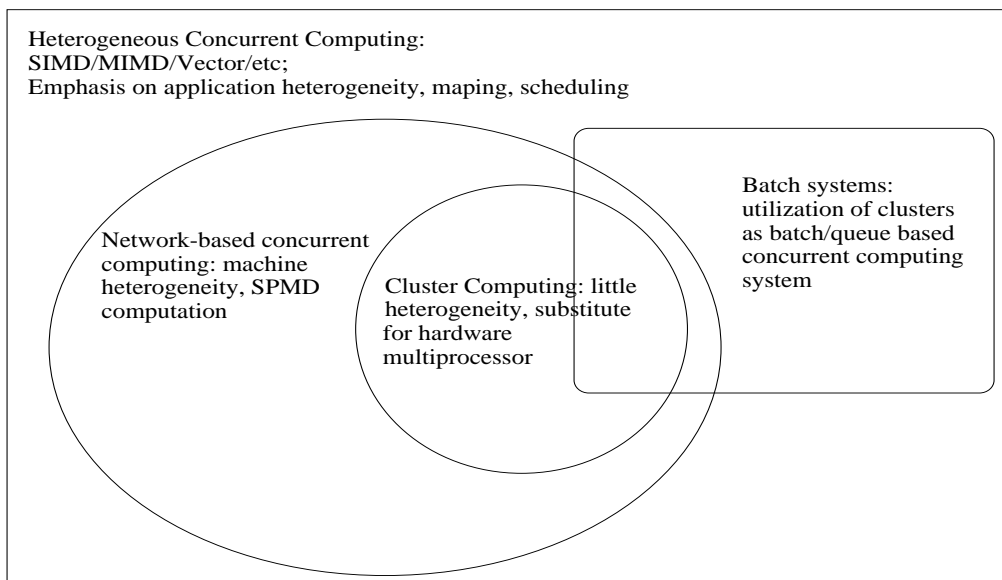 Heterogeneous Concurrent Computing:
SIMD/MIMD/Vector/etc;
Emphasis on application heterogeneity, maping, scheduling
Network-based concurrent
computing: machine
heterogeneity, SPMD
computation
Cluster Computing: little
heterogeneity, substitute
for hardware
multiprocessor
Batch systems:
utilization of clusters
as batch/queue based
concurrent computing
system